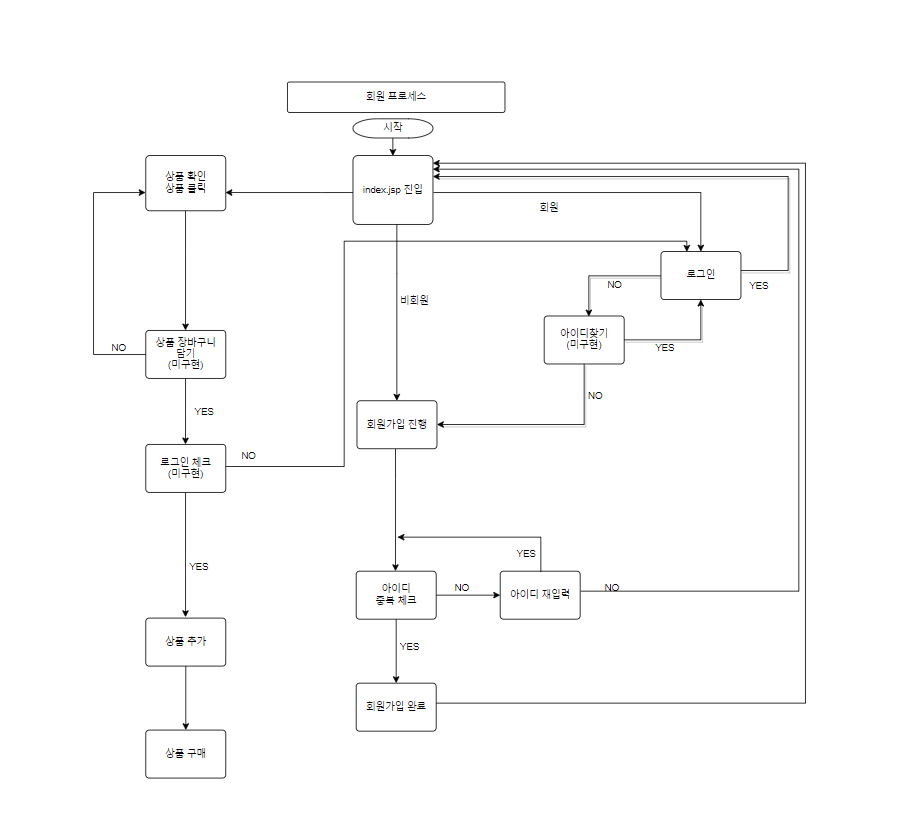 회원 프로세스
시작
상품 확인
상품 클릭
index.jsp 진입
회원
로그인
NO
YES
비회원
아이디찾기
(미구현)
YES
상품 장바구니
담기
(미구현)
NO
NO
YES
회원가입 진행
로그인 체크
(미구현)
NO
YES
YES
아이디
중복 체크
NO
아이디 재입력
NO
YES
상품 추가
회원가입 완료
상품 구매